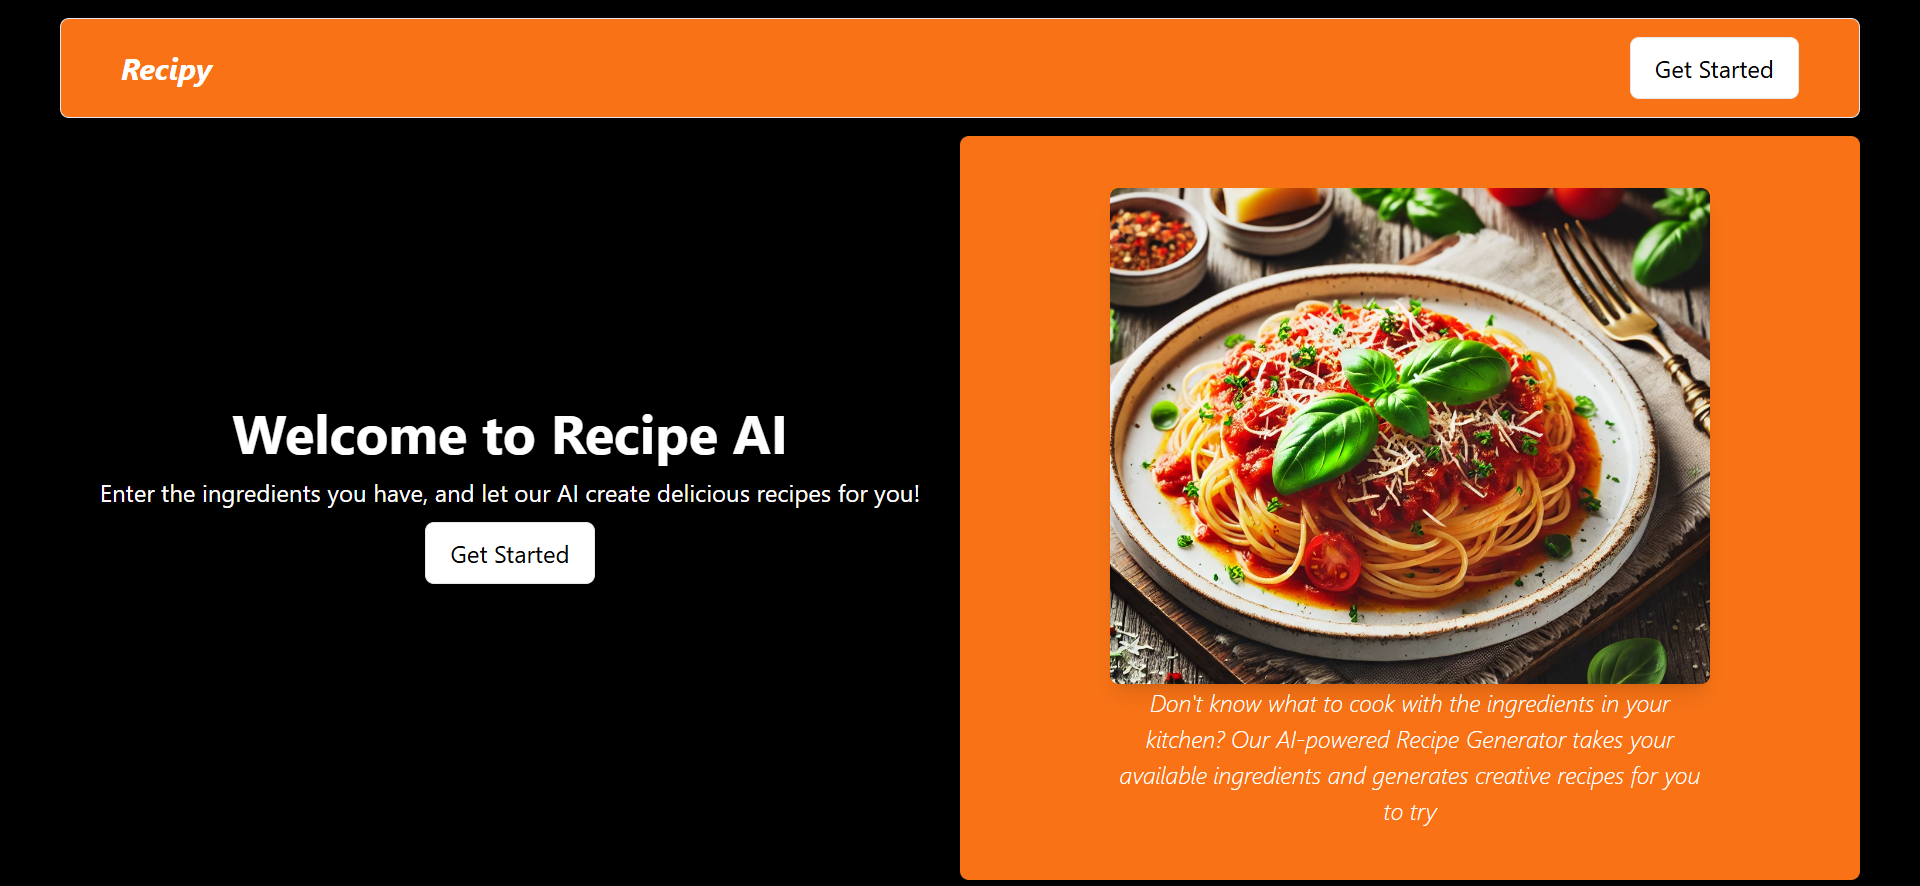 Recipy
Get Started
Welcome to Recipe AI
Enter the ingredients you have, and let our AI create delicious recipes for you!
Get Started
Don't know what to cook with the ingredients in your
kitchen? Our AI-powered Recipe Generator takes your
available ingredients and generates creative recipes for you
to try